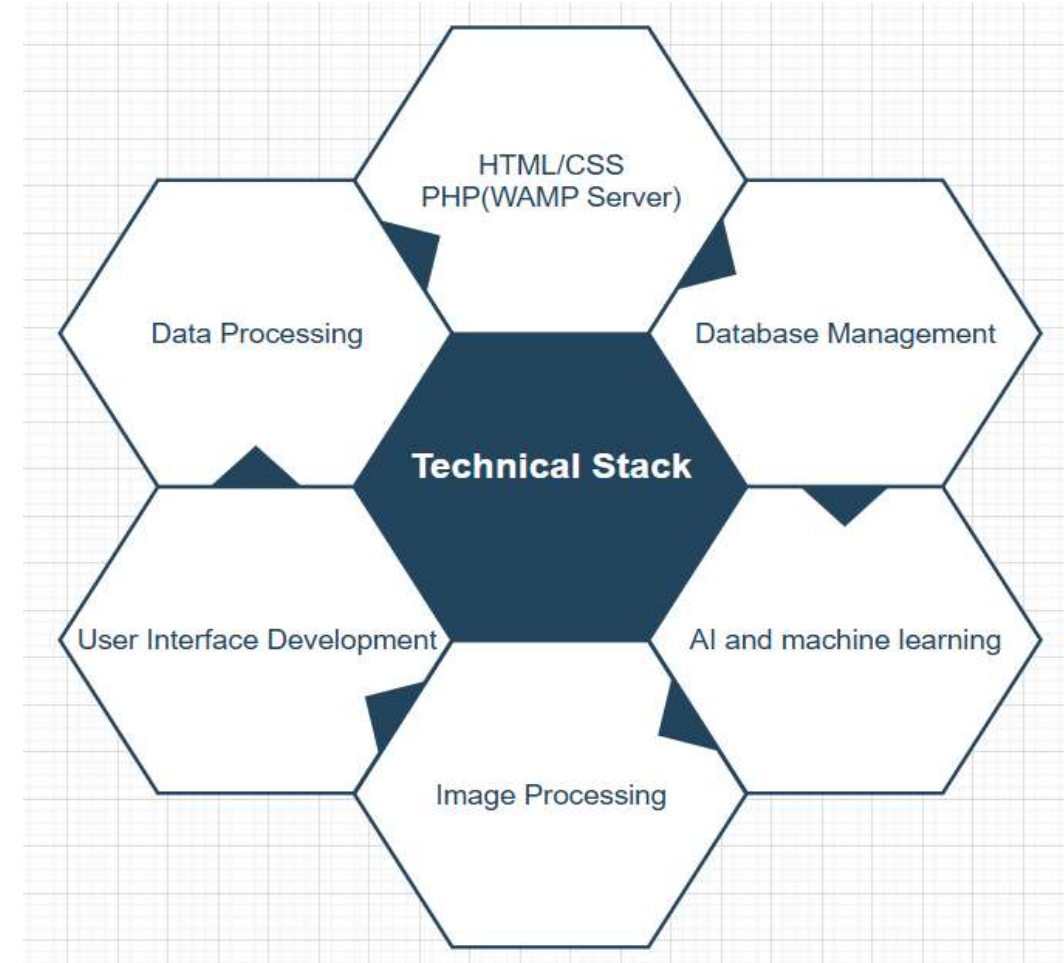 HTML/CSS
PHP(WAMP Server)
Data Processing
Database Management
Technical Stack
User Interface Development
AI and machine learning
Image Processing